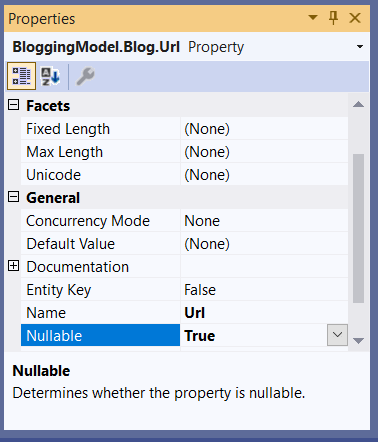 Properties
BloggingModel.Blog.Url Property
Facets
Fixed Length (None)
Max Length (None)
Unicode (None)
General
Concurrency Mode None
Default Value (None)
Documentation
Entity Key False
Name Url
Nullable True
Nullable
Determines whether the property is nullable.